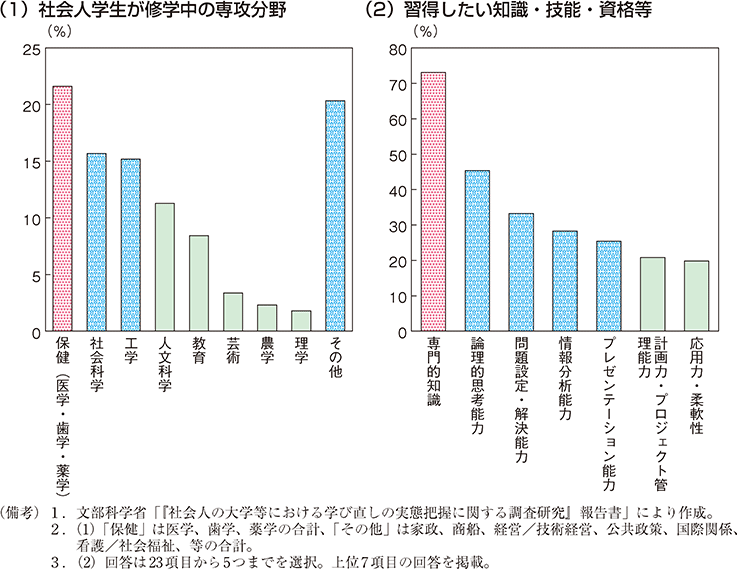 (1)社会人学生が修学中の専攻分野
(%)
25
20
15
10
5
0
保健(医学・歯学・薬学)
社会科学
工学
人文科学
教育
芸術
農学
理学
その他
(2)習得したい知識・技能・資格等
(%)
80
70
60
50
40
30
20
10
0
専門的知識
論理的思考能力
問題設定・解決能力
情報分析能力
プレゼンテーション能力
計画力・プロジェクト管
理能力
応用力・柔軟性
(備考)1.文部科学省「『社会人の大学等における学び直しの実態把握に関する調査研究』報告書」により作成。
2.(1)「保健」は医学、歯学、薬学の合計、「その他」は家政、商船、経営/技術経営、公共政策、国際関係、
看護/社会福祉、等の合計。
3.(2)回答は23項目から5つまでを選択。上位7項目の回答を掲載。